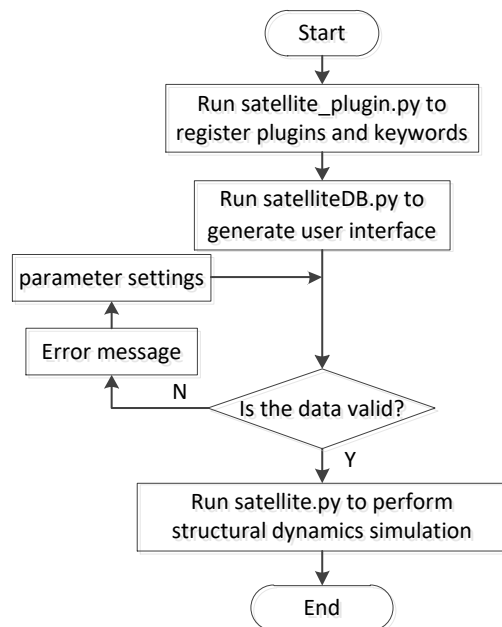 Start
Run satellite_plugin.py to
register plugins and keywords
Run satelliteDB.py to
generate user interface
parameter settings
Error message
N
Is the data valid?
Y
Run satellite.py to perform
structural dynamics simulation
End